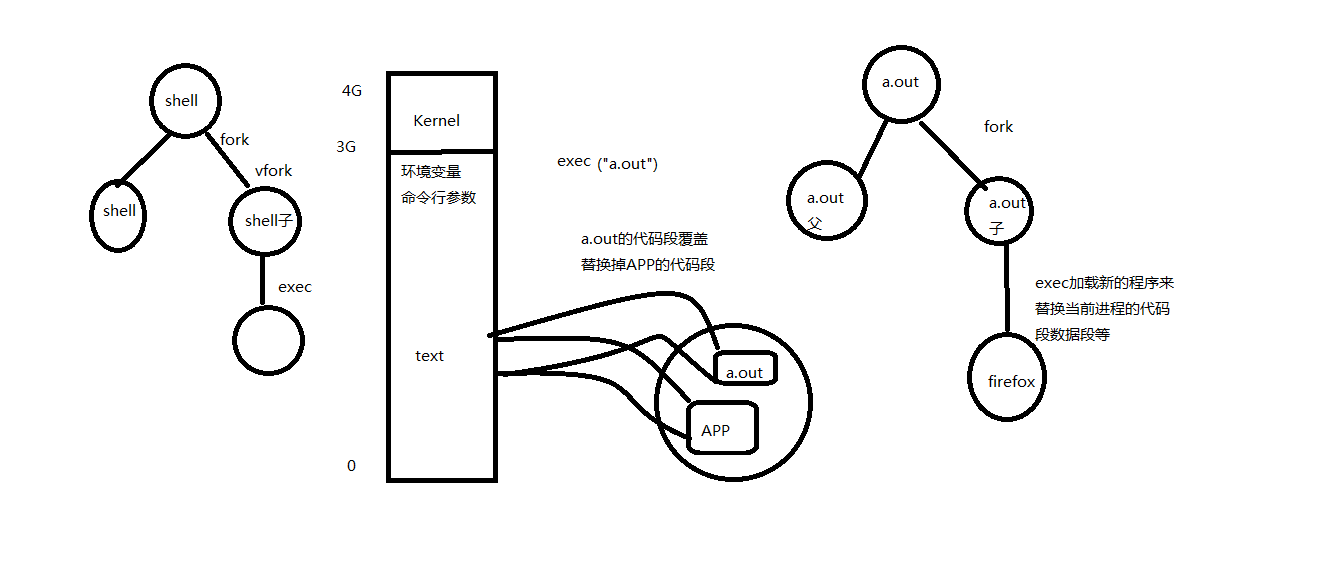 shell
fork
vfork
shell
shell子
exec
4G
Kernel
3G
环境变量
命令行参数
text
0
exec ("a.out")
a.out的代码段覆盖
替换掉APP的代码段
a.out
APP
a.out
fork
a.out
父
a.out
子
exec加载新的程序来
替换当前进程的代码
段数据段等
firefox